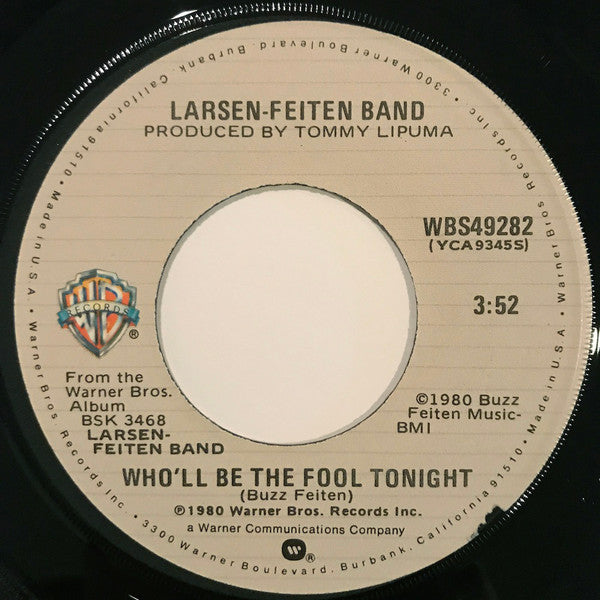 LARSEN-FEITEN BAND
PRODUCED BY TOMMY LIPUMA
WBS49282
(YCA9345S)
3:52
WB
RECORDS
®
From the
Warner Bros.
Album
BSK 3468
LARSEN-
FEITEN BAND
©1980 Buzz
Feiten Music-
BMI
WHO'LL BE THE FOOL TONIGHT
(Buzz Feiten)
℗1980 Warner Bros. Records Inc.
a Warner Communications Company
W®
Made in U.S.A. • Warner Bros Records Inc. • 3300 Warner Boulevard, Burbank, California 91510 • Made in U.S.A. • Warner Bros Records Inc. • 3300 Warner Boulevard, Burbank, California 91510 •